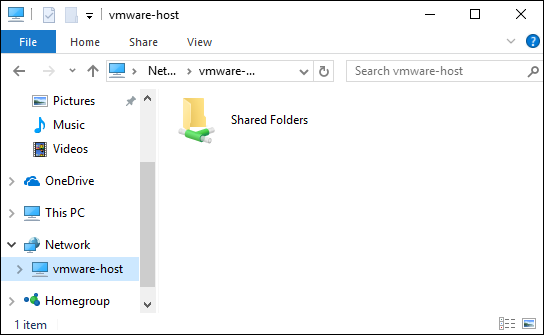 vmware-host
File
Home
Share
View
Net...
vmware-...
Search vmware-host
Pictures
Music
Videos
OneDrive
This PC
Network
vmware-host
Homegroup
Shared Folders
1 item